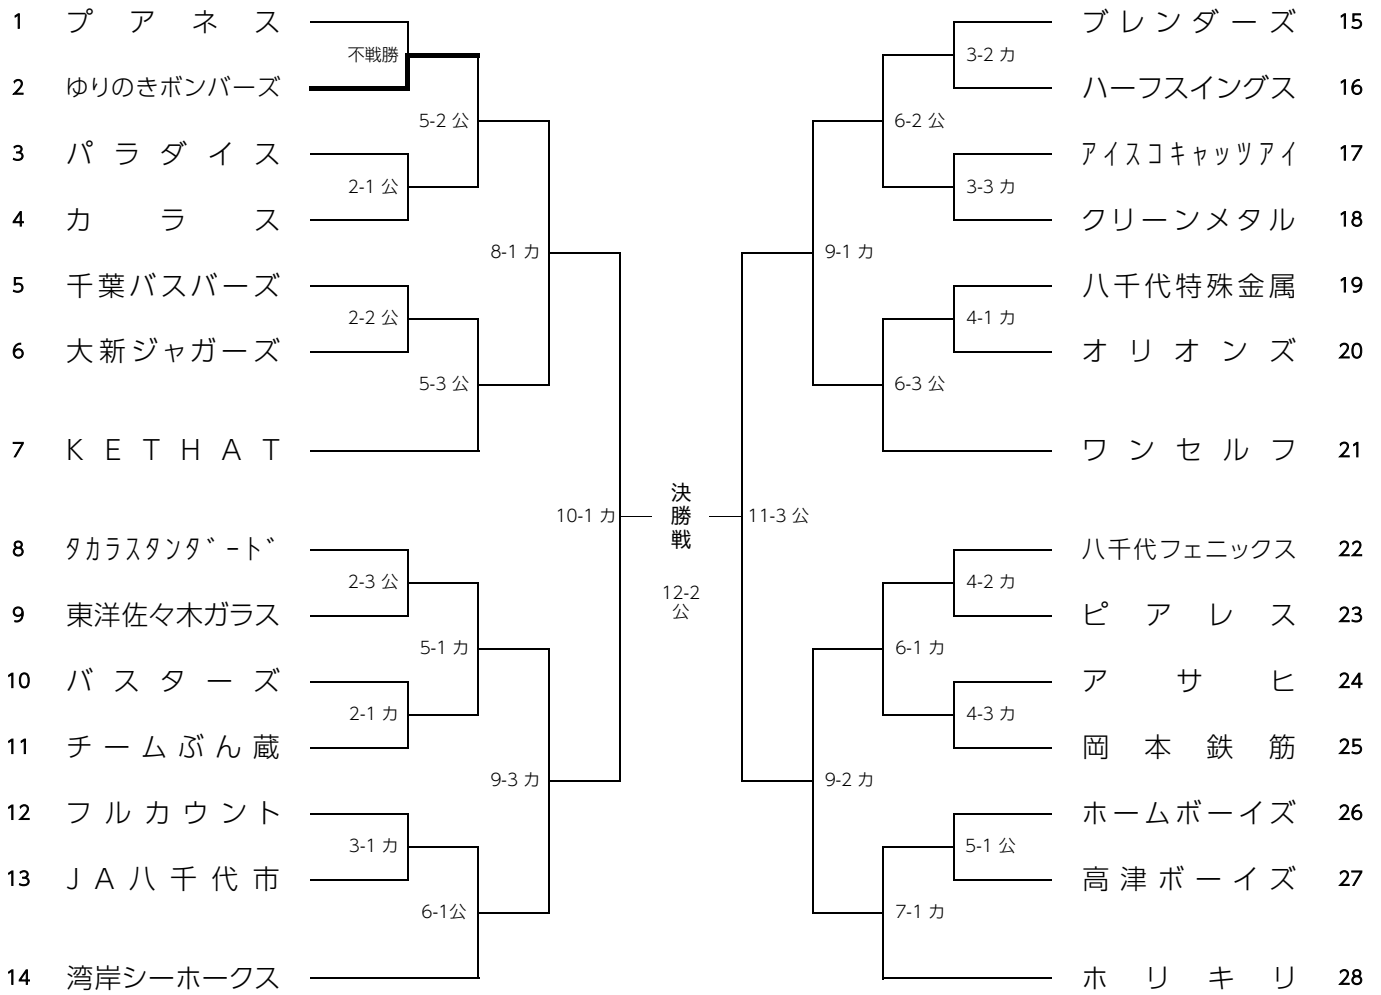 1 プアネス
不戦勝
2 ゆりのきボンバーズ
5-2 公
3 パラダイス
2-1 公
4 カラス
8-1 カ
5 千葉バスバーズ
2-2 公
6 大新ジャガーズ
5-3 公
7 KETHAT
10-1 カ
8 ﾀカラスタンダード
2-3 公
9 東洋佐々木ガラス
5-1 カ
10 バスターズ
2-1 カ
11 チームぶん蔵
9-3 カ
12 フルカウント
3-1 カ
13 JA八千代市
6-1公
14 湾岸シーホークス
決勝戦
12-2
公
ブレンダーズ 15
3-2 カ
ハーフスイングス 16
6-2 公
アイスコキャッツアイ 17
3-3 カ
クリーンメタル 18
9-1 カ
八千代特殊金属 19
4-1 カ
オリオンズ 20
6-3 公
ワンセルフ 21
11-3 公
八千代フェニックス 22
4-2 カ
ピアレス 23
6-1 カ
アサヒ 24
4-3 カ
岡本鉄筋 25
9-2 カ
ホームボーイズ 26
5-1 公
高津ボーイズ 27
7-1 カ
ホリキリ 28